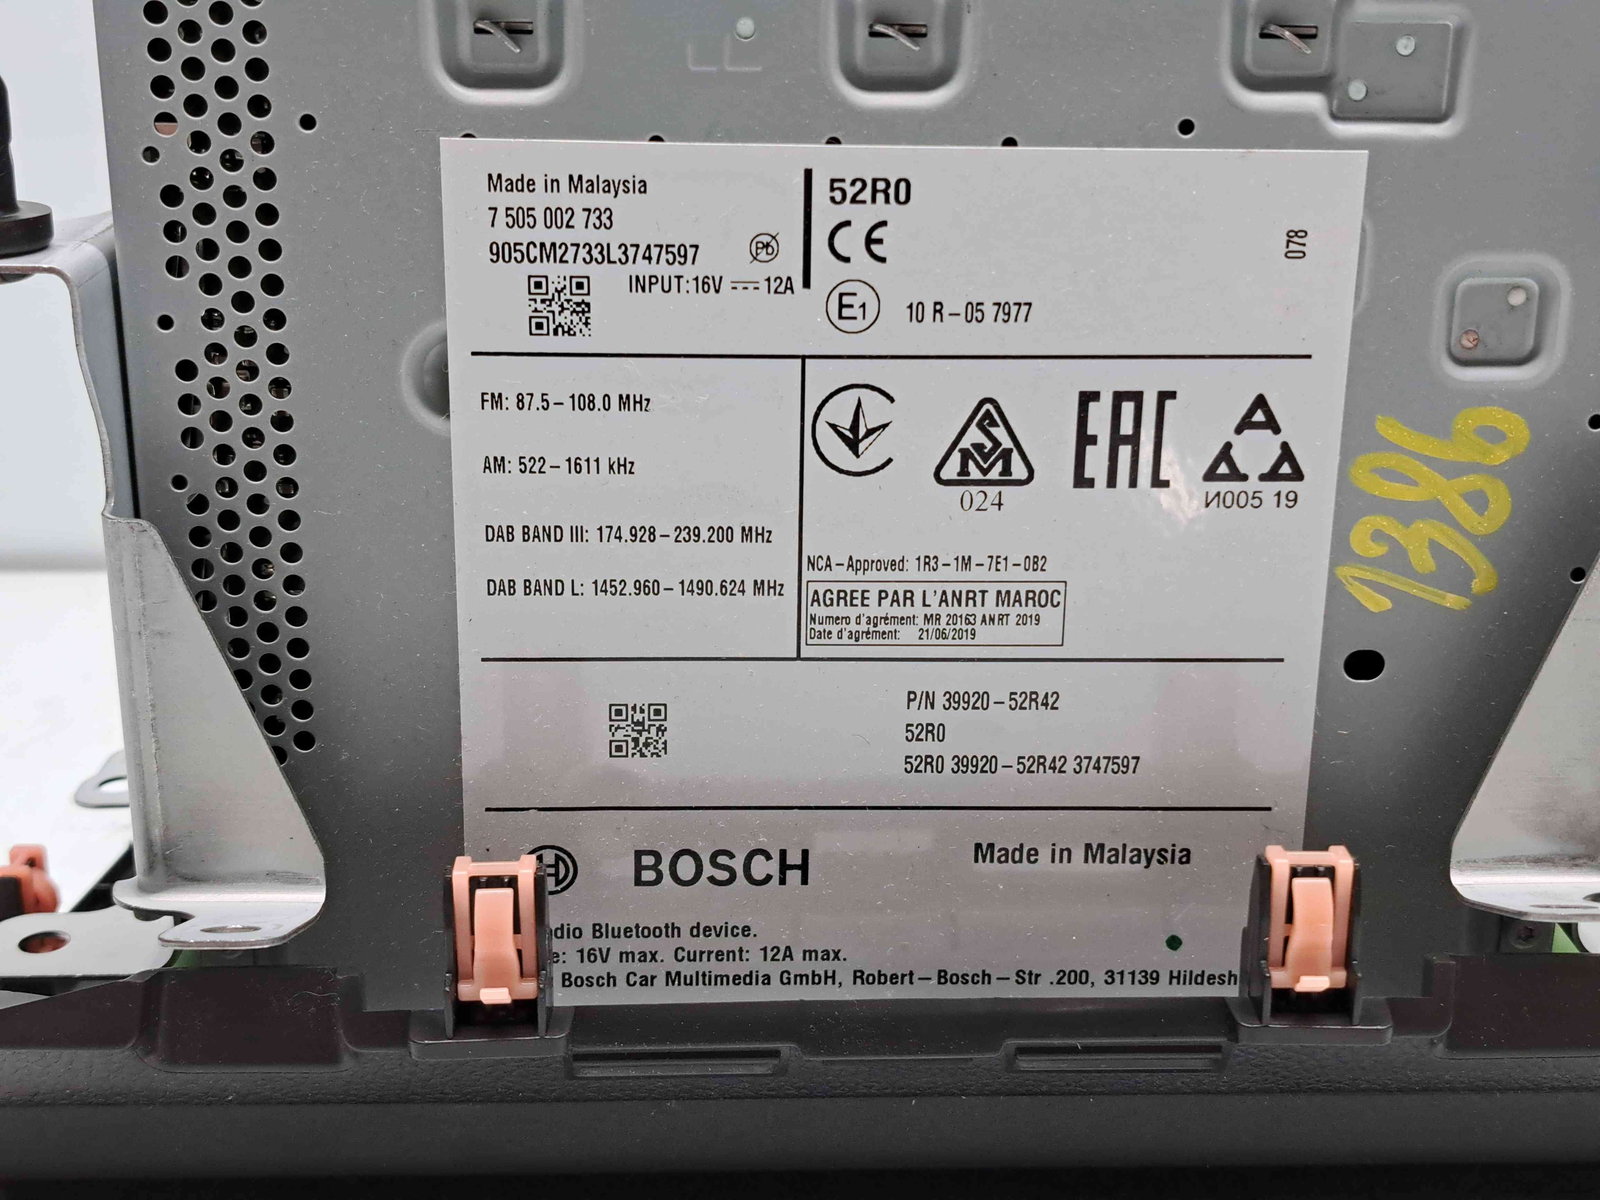 Made in Malaysia
7 505 002 733
905CM2733L3747597
Pb
INPUT:16V 12A
52R0
CE
078
E1
10 R-05 7977
FM: 87.5-108.0 MHz
AM: 522-1611 kHz
DAB BAND III: 174.928-239.200 MHz
DAB BAND L: 1452.960-1490.624 MHz
SM
024
EAC
И005 19
1386
NCA-Approved: 1R3-1M-7E1-0B2
AGREE PAR L'ANRT MAROC
Numero d'agrément: MR 20163 ANRT 2019
Date d'agrément: 21/06/2019
P/N 39920-52R42
52R0
52R0 39920-52R42 3747597
BOSCH
Made in Malaysia
dio Bluetooth device.
e: 16V max. Current: 12A max.
Bosch Car Multimedia GmbH, Robert-Bosch-Str .200, 31139 Hildesh